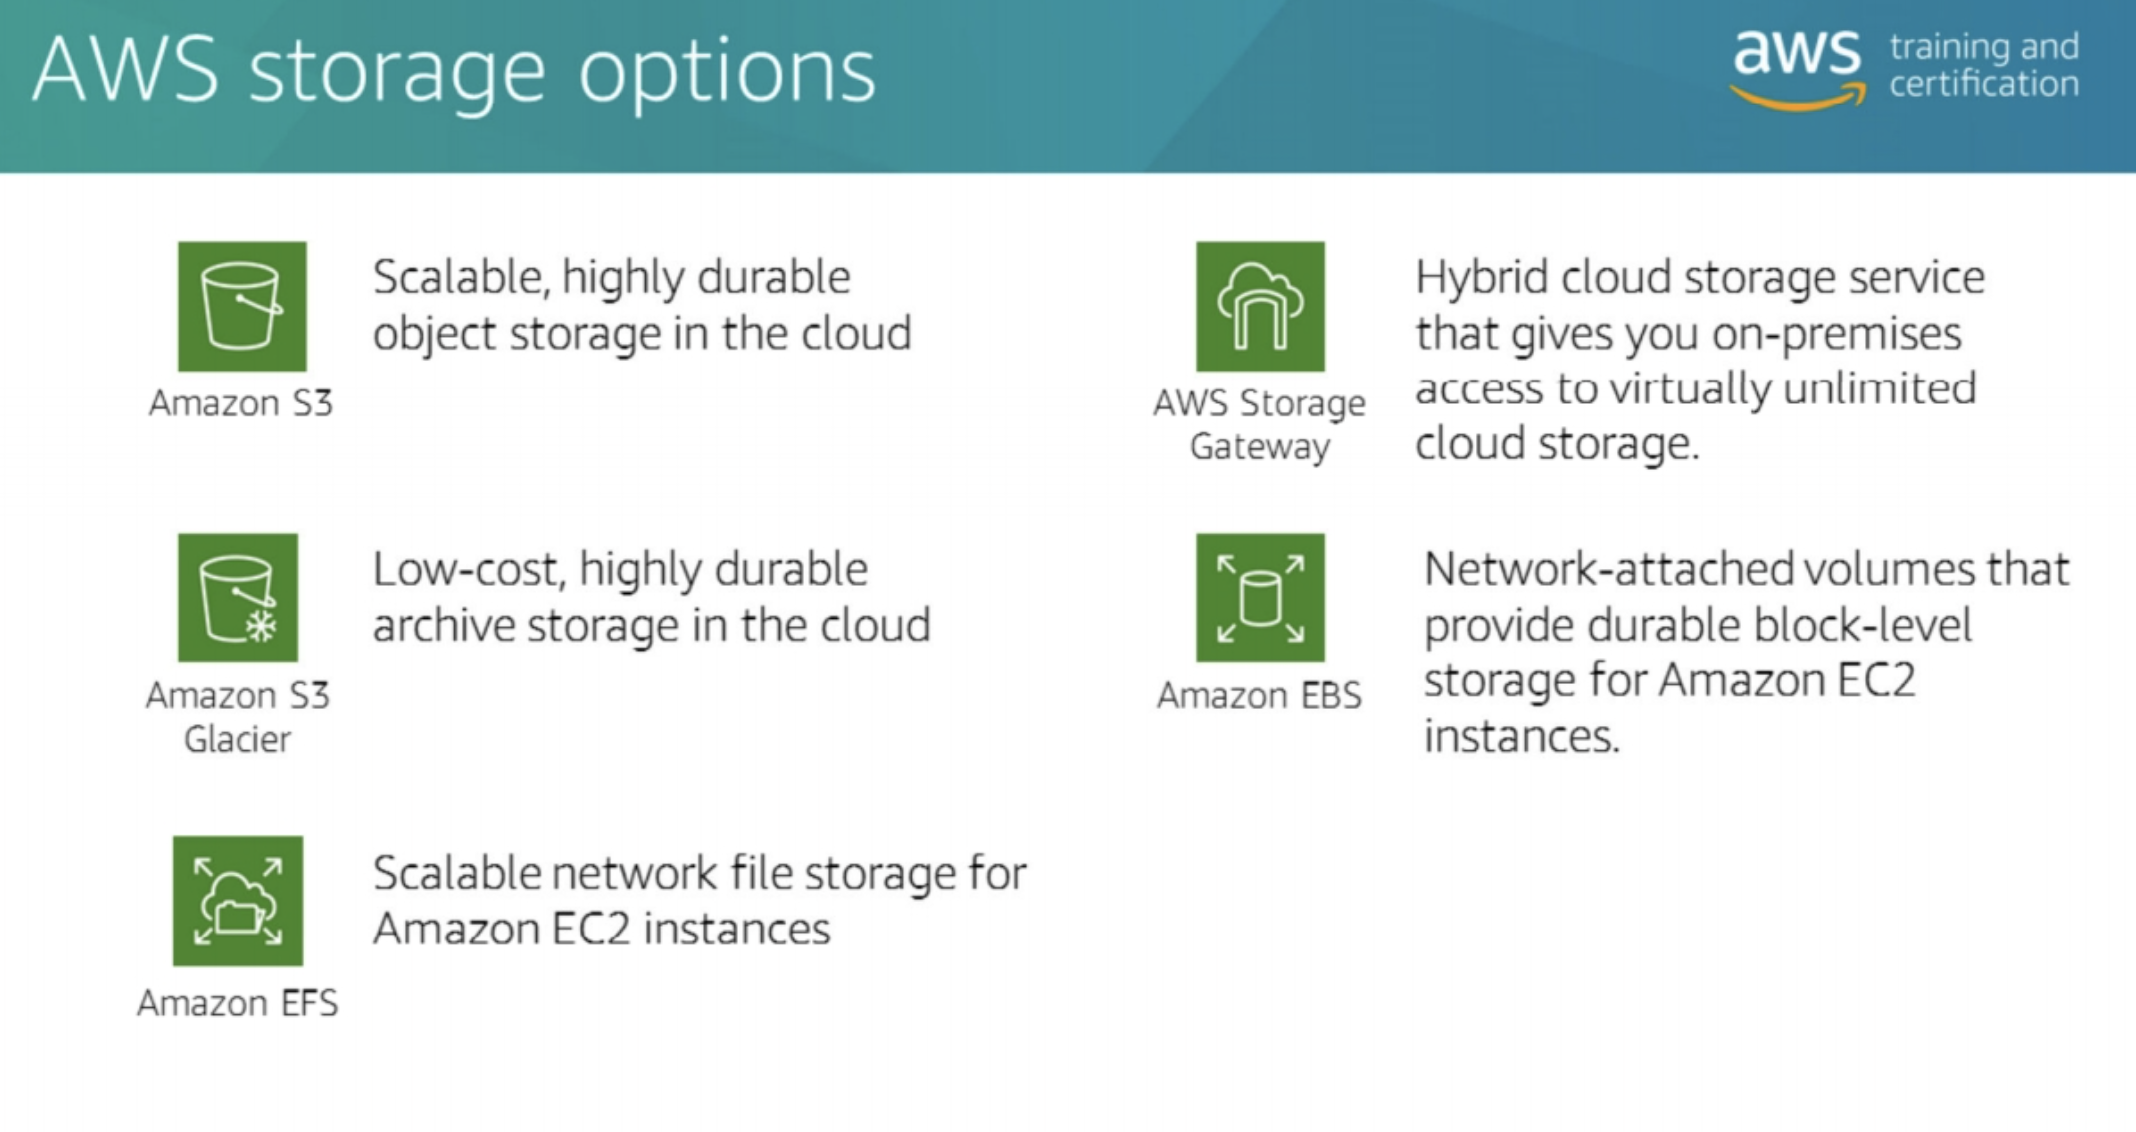 AWS storage options
aws training and
certification
Amazon S3
Scalable, highly durable
object storage in the cloud
Amazon S3
Glacier
Low-cost, highly durable
archive storage in the cloud
Amazon EFS
Scalable network file storage for
Amazon EC2 instances
AWS Storage
Gateway
Hybrid cloud storage service
that gives you on-premises
access to virtually unlimited
cloud storage.
Amazon EBS
Network-attached volumes that
provide durable block-level
storage for Amazon EC2
instances.